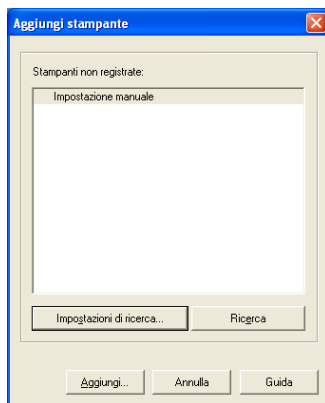 Aggiungi stampante
Stampanti non registrate:
Impostazione manuale
Impostazioni di ricerca...
Ricerca
Aggiungi...
Annulla
Guida